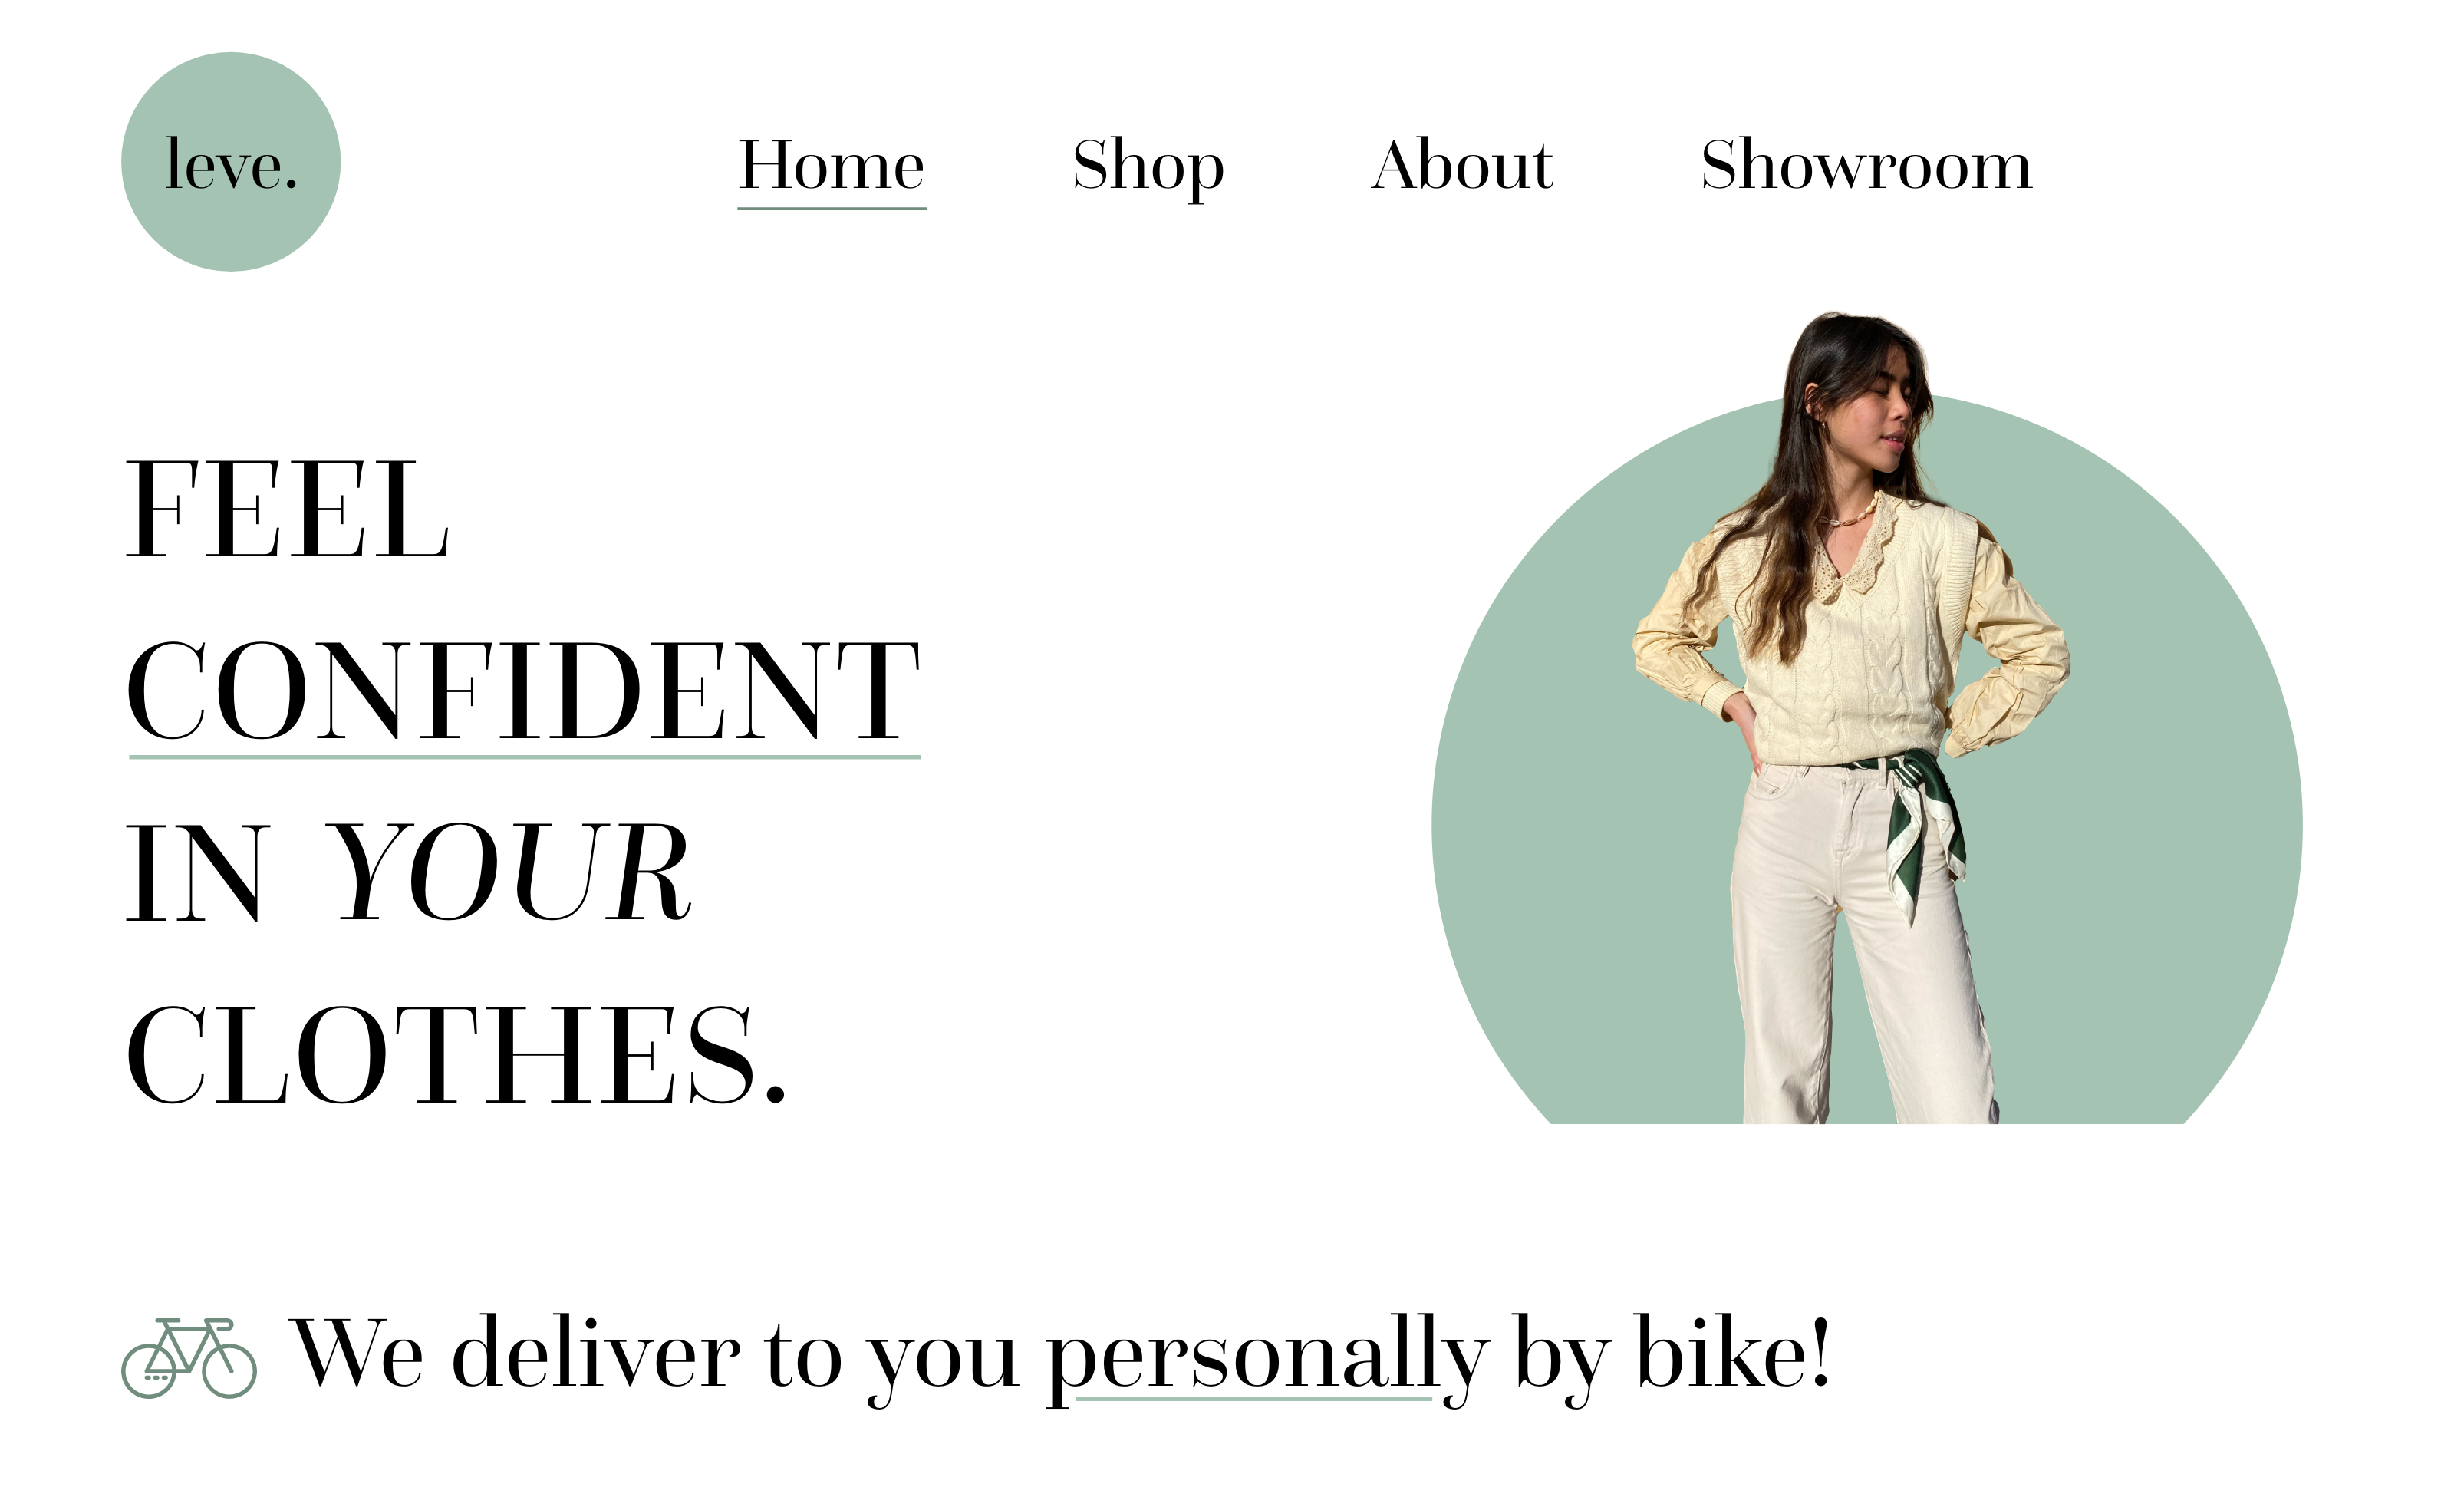 leve.
Home Shop About Showroom
FEEL
CONFIDENT
IN YOUR
CLOTHES.
We deliver to you personally by bike!